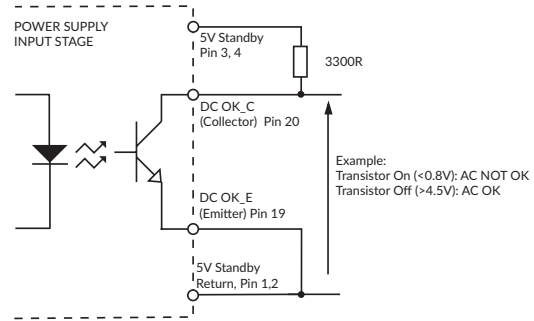 POWER SUPPLY
INPUT STAGE
5V Standby
Pin 3, 4
3300R
DC OK_C
(Collector) Pin 20
Example:
Transistor On (<0.8V): AC NOT OK
Transistor Off (>4.5V): AC OK
DC OK_E
(Emitter) Pin 19
5V Standby
Return, Pin 1,2